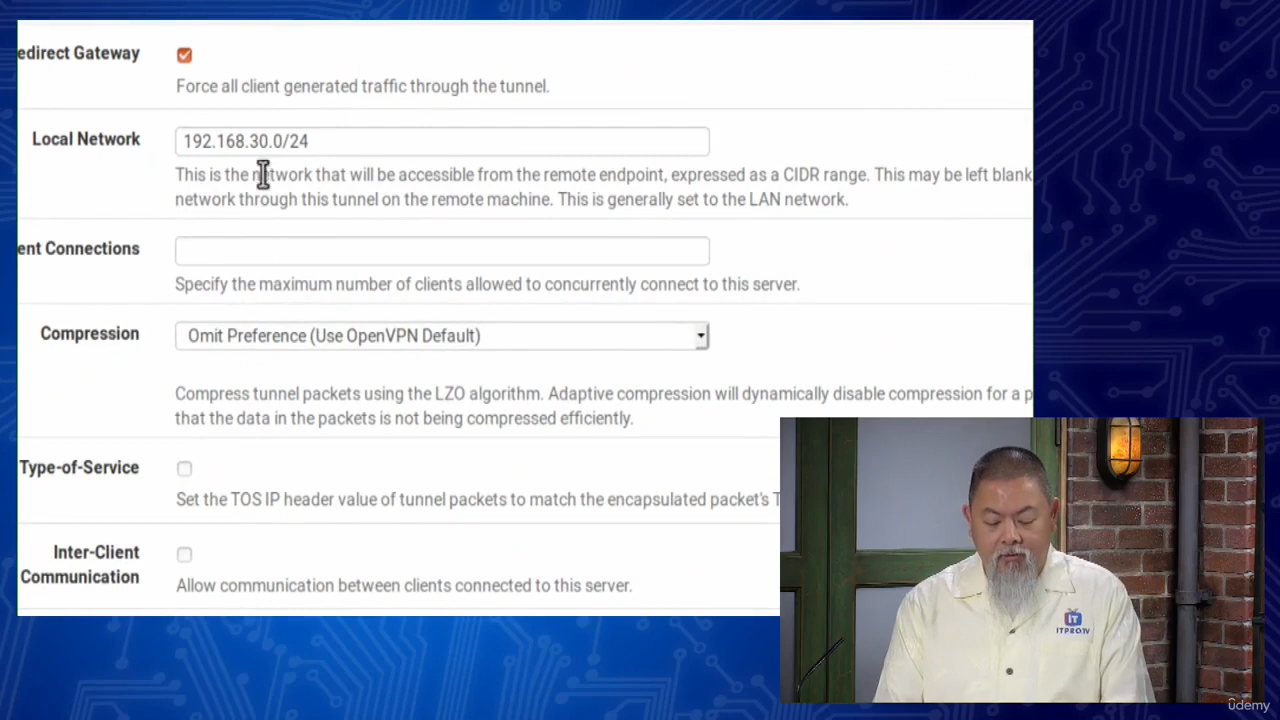 edirect Gateway
Force all client generated traffic through the tunnel.
Local Network
192.168.30.0/24
This is the network that will be accessible from the remote endpoint, expressed as a CIDR range. This may be left blank
network through this tunnel on the remote machine. This is generally set to the LAN network.
ent Connections
Specify the maximum number of clients allowed to concurrently connect to this server.
Compression
Omit Preference (Use OpenVPN Default)
Compress tunnel packets using the LZO algorithm. Adaptive compression will dynamically disable compression for a p
that the data in the packets is not being compressed efficiently.
Type-of-Service
Set the TOS IP header value of tunnel packets to match the encapsulated packet's T
Inter-Client
Communication
Allow communication between clients connected to this server.
IT
ITPRO.TV
ûdemy